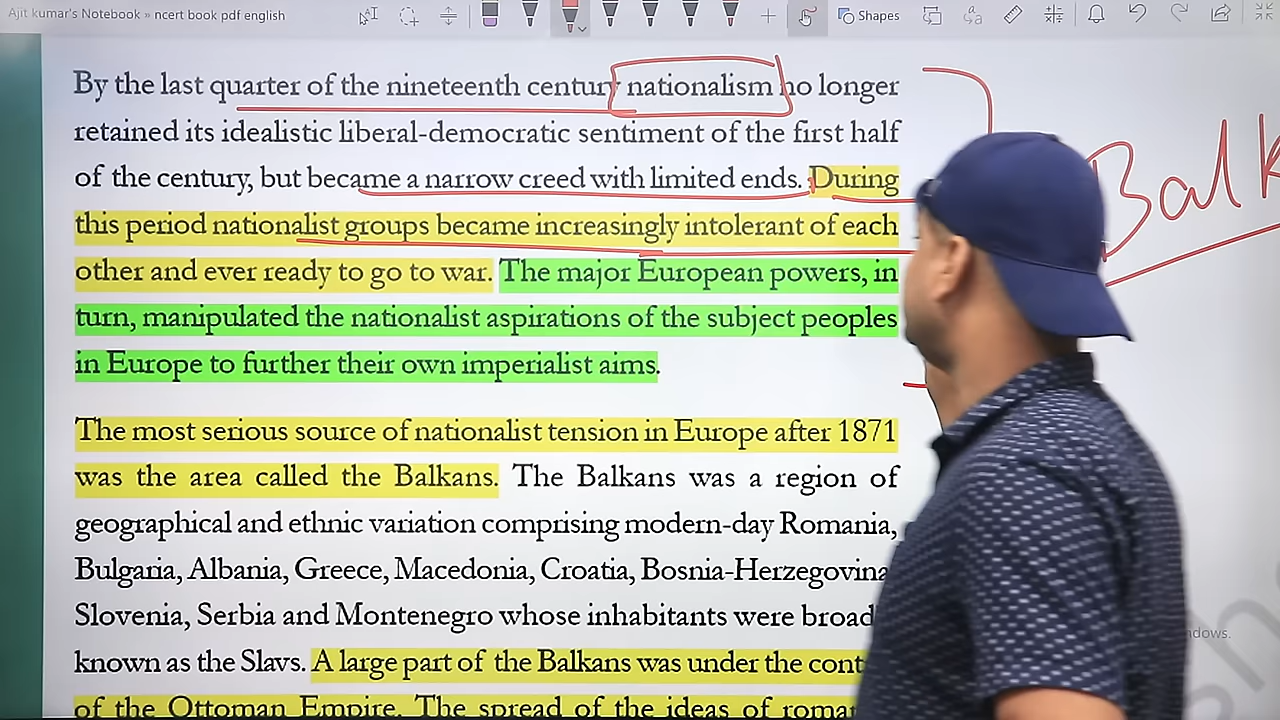 Ajit kumar's Notebook » ncert book pdf english
Shapes
By the last quarter of the nineteenth century nationalism no longer
retained its idealistic liberal-democratic sentiment of the first half
of the century, but became a narrow creed with limited ends. During
this period nationalist groups became increasingly intolerant of each
other and ever ready to go to war. The major European powers, in
turn, manipulated the nationalist aspirations of the subject peoples
in Europe to further their own imperialist aims.
Balk
The most serious source of nationalist tension in Europe after 1871
was the area called the Balkans. The Balkans was a region of
geographical and ethnic variation comprising modern-day Romania,
Bulgaria, Albania, Greece, Macedonia, Croatia, Bosnia-Herzegovina
Slovenia, Serbia and Montenegro whose inhabitants were broad
known as the Slavs. A large part of the Balkans was under the cont
of the Ottoman Empire. The spread of the ideas of roma
ndows.